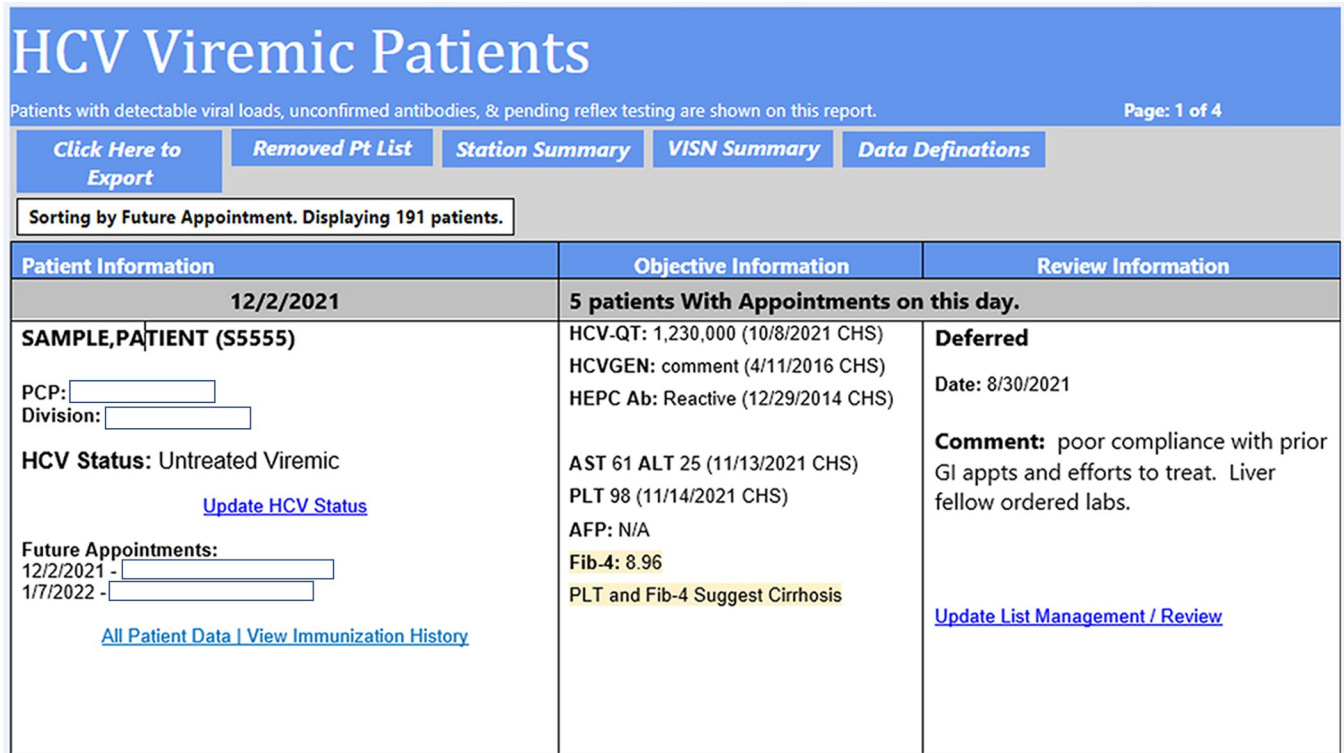 HCV Viremic Patients
Patients with detectable viral loads, unconfirmed antibodies, & pending reflex testing are shown on this report.
Page: 1 of 4
Click Here to
Export
Removed Pt List
Station Summary
VISN Summary
Data Definations
Sorting by Future Appointment. Displaying 191 patients.
Patient Information
Objective Information
Review Information
12/2/2021
5 patients With Appointments on this day.
SAMPLE,PATIENT (S5555)
PCP:
Division:
HCV Status: Untreated Viremic
Update HCV Status
Future Appointments:
12/2/2021 -
1/7/2022 -
All Patient Data | View Immunization History
HCV-QT: 1,230,000 (10/8/2021 CHS)
HCVGEN: comment (4/11/2016 CHS)
HEPC Ab: Reactive (12/29/2014 CHS)
AST 61 ALT 25 (11/13/2021 CHS)
PLT 98 (11/14/2021 CHS)
AFP: N/A
Fib-4: 8.96
PLT and Fib-4 Suggest Cirrhosis
Deferred
Date: 8/30/2021
Comment: poor compliance with prior
GI appts and efforts to treat. Liver
fellow ordered labs.
Update List Management / Review